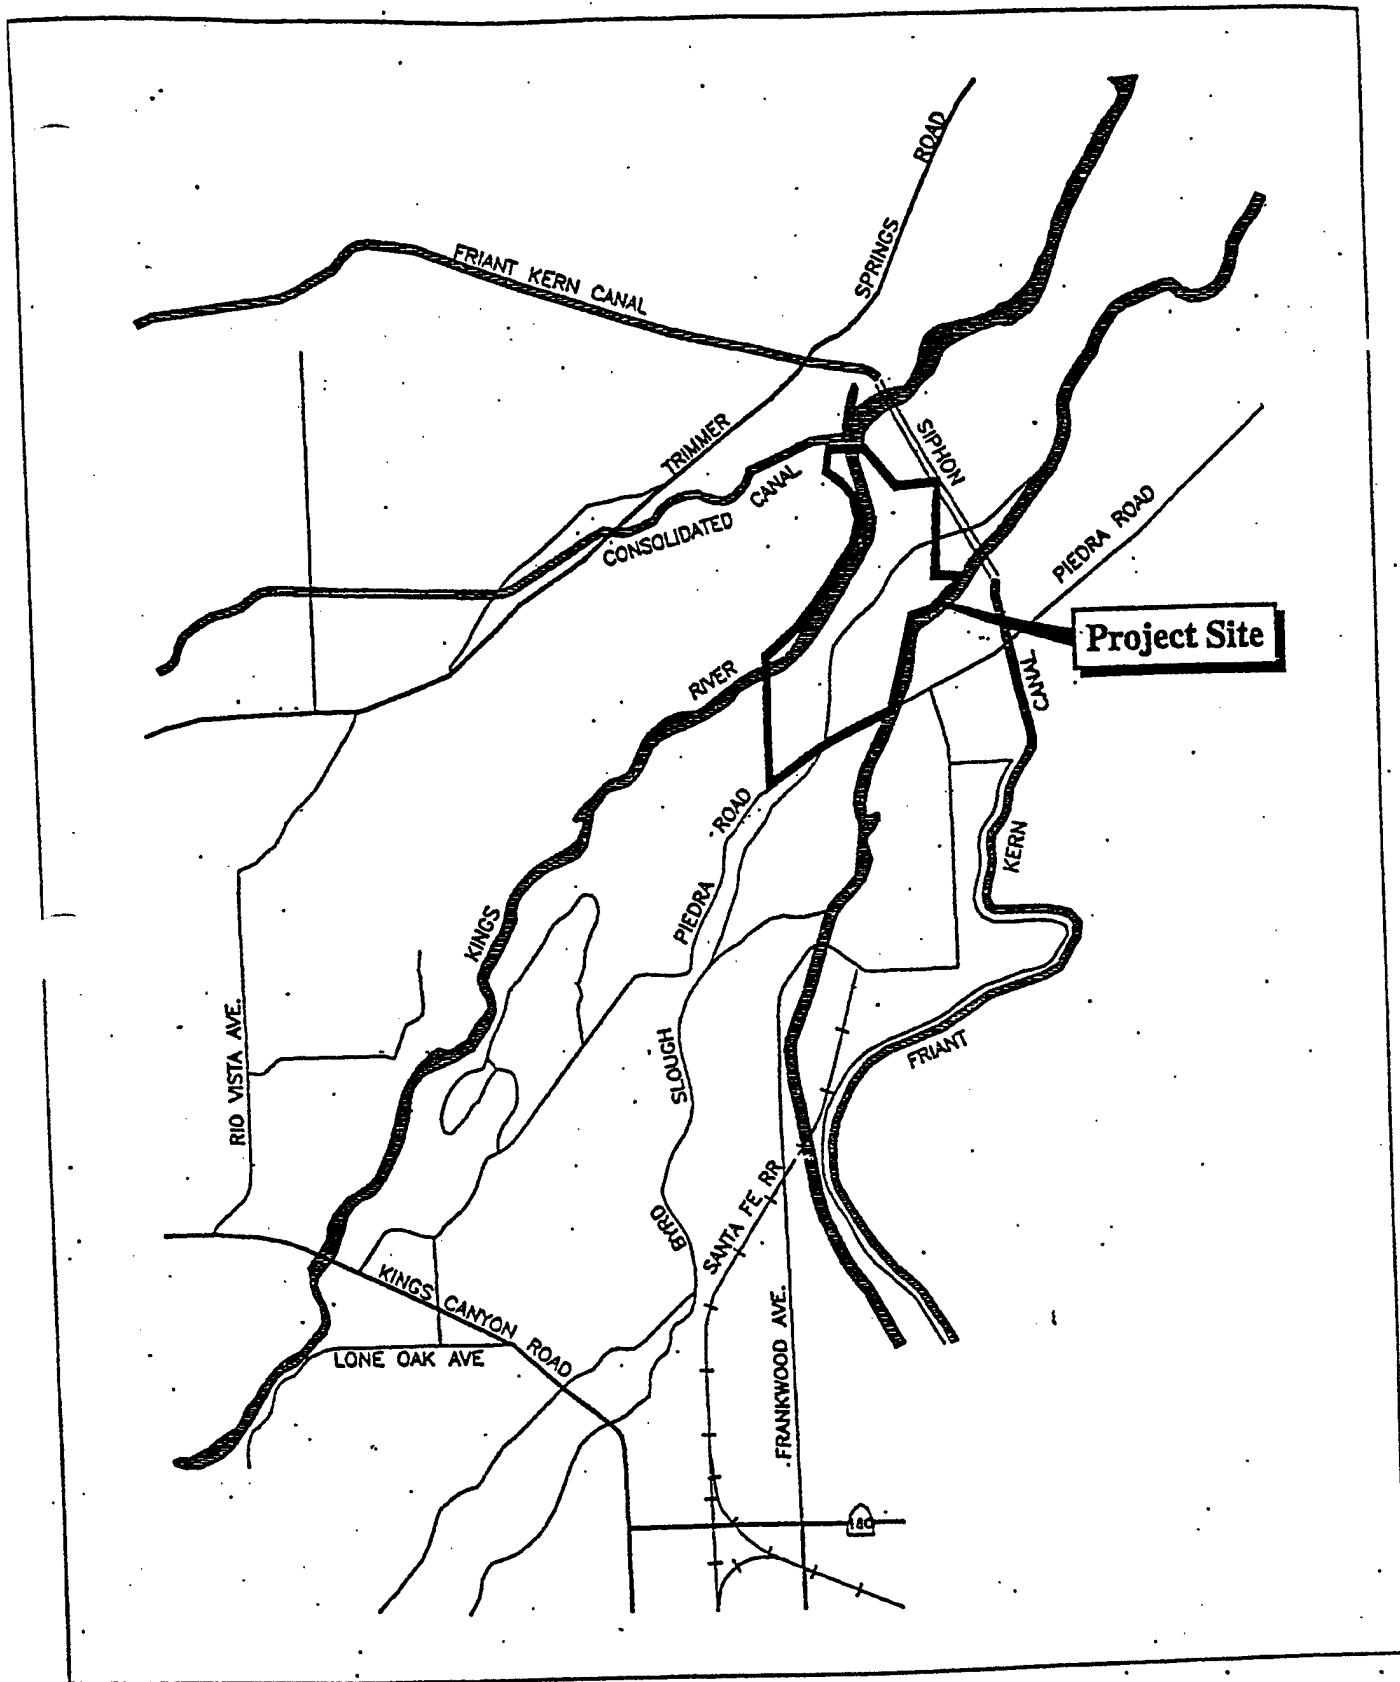 SPRINGS ROAD
FRIANT KERN CANAL
TRIMMER
SIPHON
CONSOLIDATED CANAL
PIEDRA ROAD
Project Site
RIVER
CANAL
ROAD
KERN
PIEDRA
KINGS
RIO VISTA AVE.
SLOUGH
FRIANT
BYRD
SANTA FE RR
KINGS CANYON ROAD
LONE OAK AVE
FRANKWOOD AVE.
180